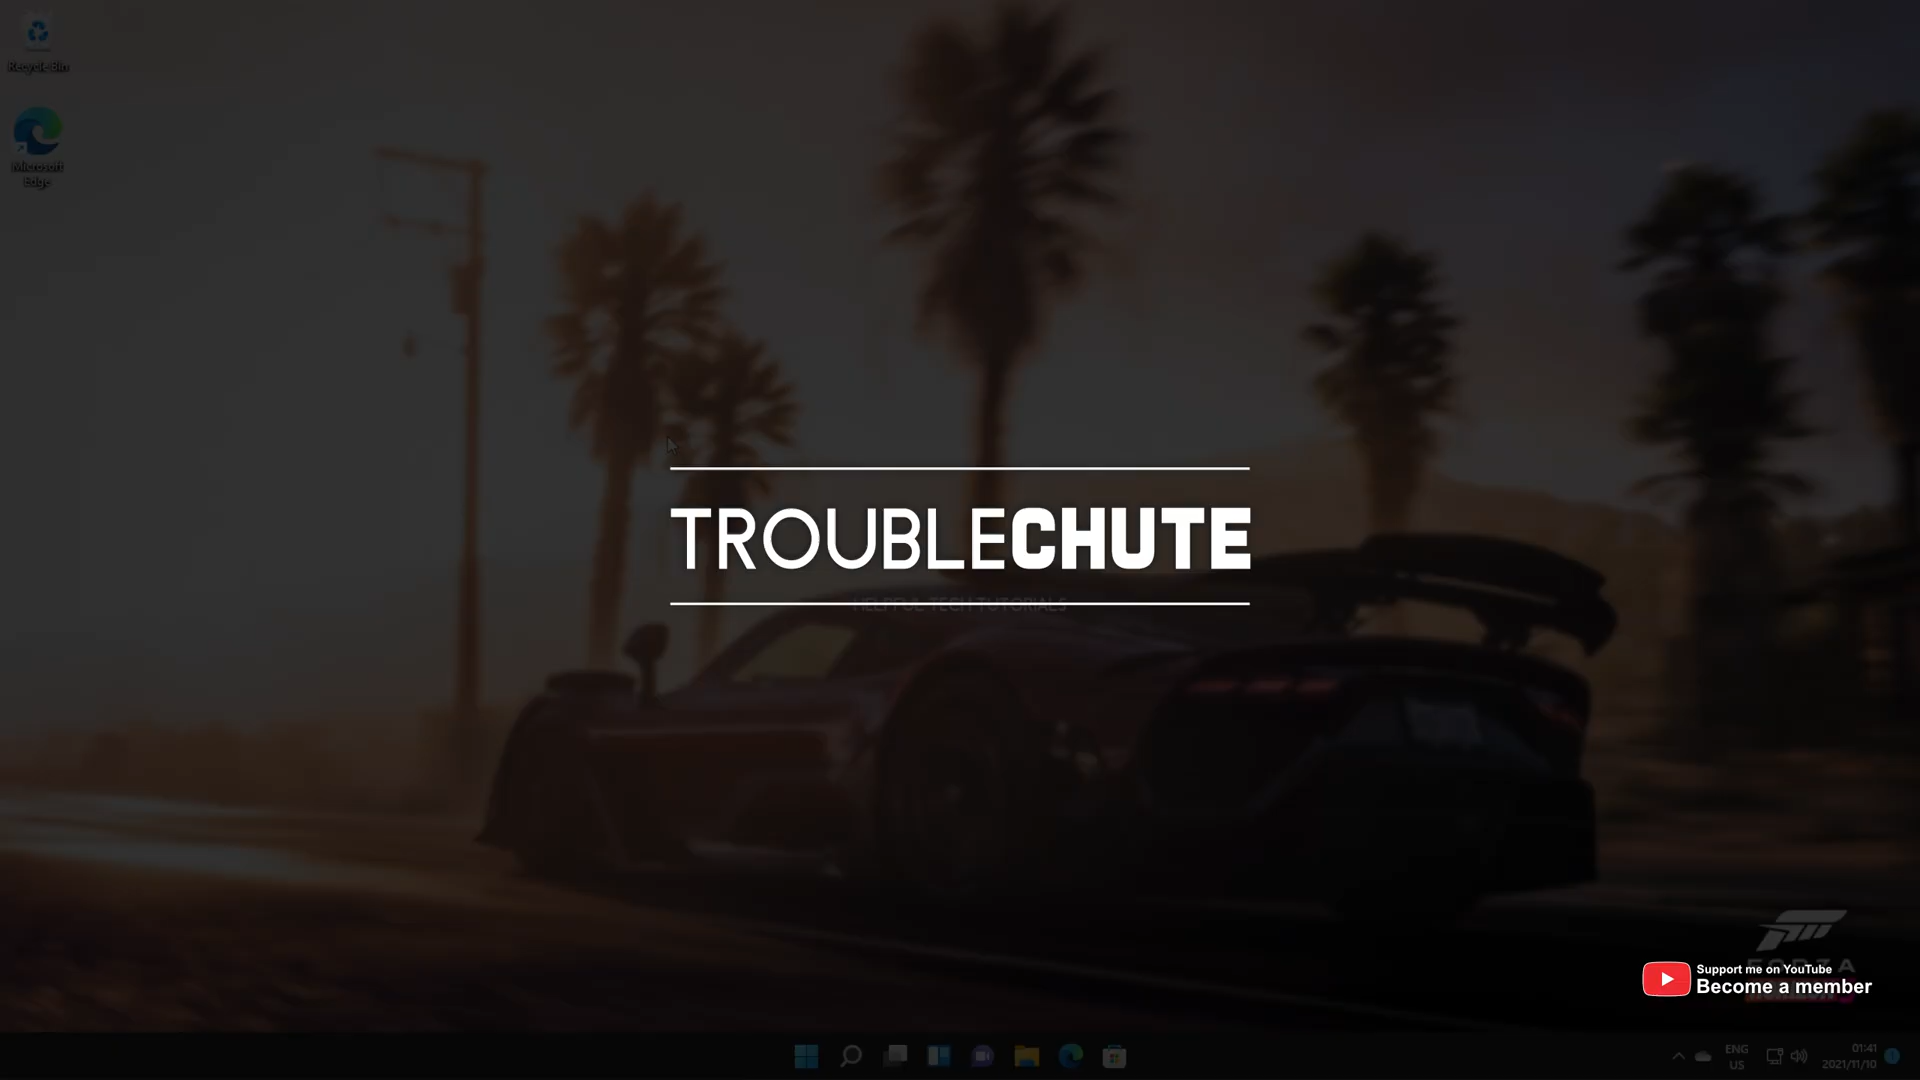 Recycle Bin
Microsoft
Edge
TROUBLECHUTE
HELPFUL TECH TUTORIALS
FORZA
Support me on YouTube
Become a member
ENG
US
01:41
2021/11/10